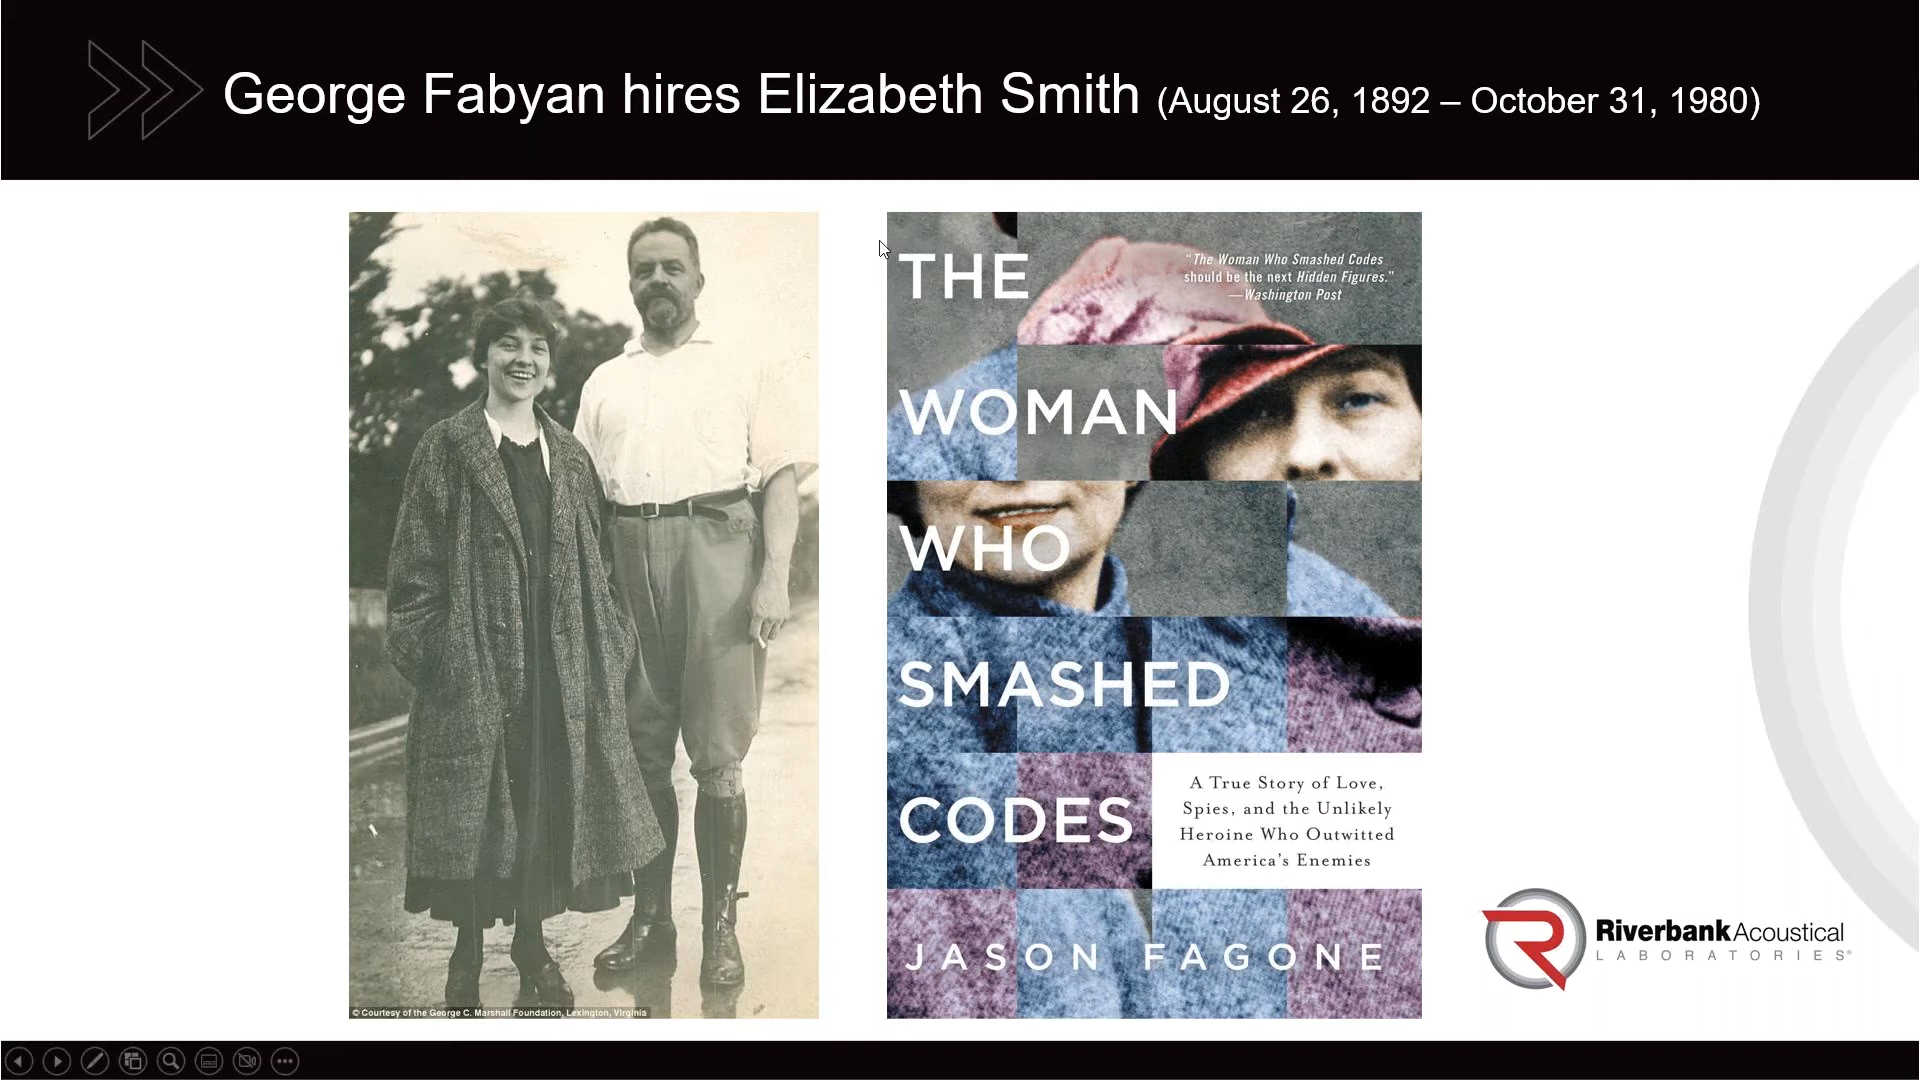 George Fabyan hires Elizabeth Smith (August 26, 1892 – October 31, 1980)
THE
“The Woman Who Smashed Codes
should be the next Hidden Figures.”
—Washington Post
WOMAN
WHO
SMASHED
CODES
A True Story of Love,
Spies, and the Unlikely
Heroine Who Outwitted
America’s Enemies
JASON FAGONE
© Courtesy of the George C. Marshall Foundation, Lexington, Virginia
Riverbank Acoustical
LABORATORIES®